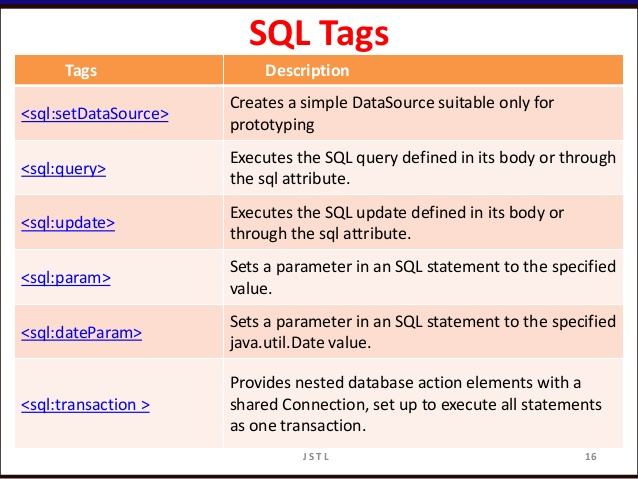 SQL Tags
Tags Description
<sql:setDataSource> Creates a simple DataSource suitable only for
prototyping
<sql:query> Executes the SQL query defined in its body or through
the sql attribute.
<sql:update> Executes the SQL update defined in its body or
through the sql attribute.
<sql:param> Sets a parameter in an SQL statement to the specified
value.
<sql:dateParam> Sets a parameter in an SQL statement to the specified
java.util.Date value.
<sql:transaction > Provides nested database action elements with a
shared Connection, set up to execute all statements
as one transaction.
J S T L 16